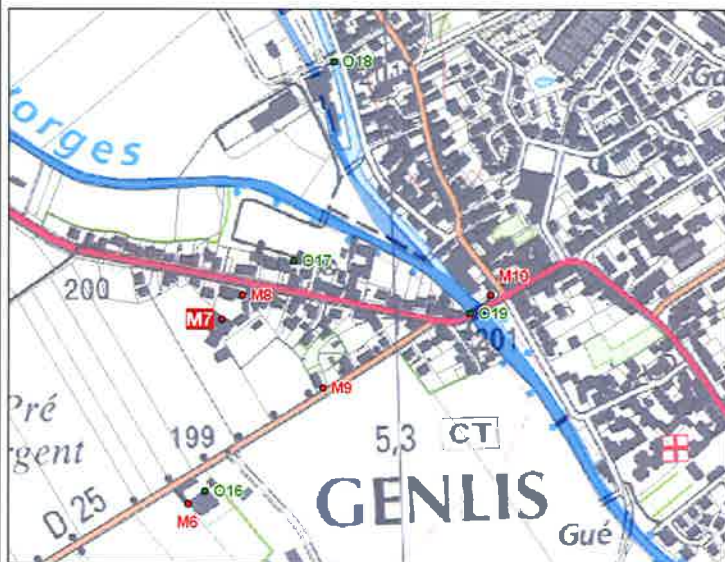 O18
orges
O17
200
M8
M10
M7
O19
201
M9
Pré
rgent
199
5,3
CT
O16
D 25
M6
GENLIS
E
Gué